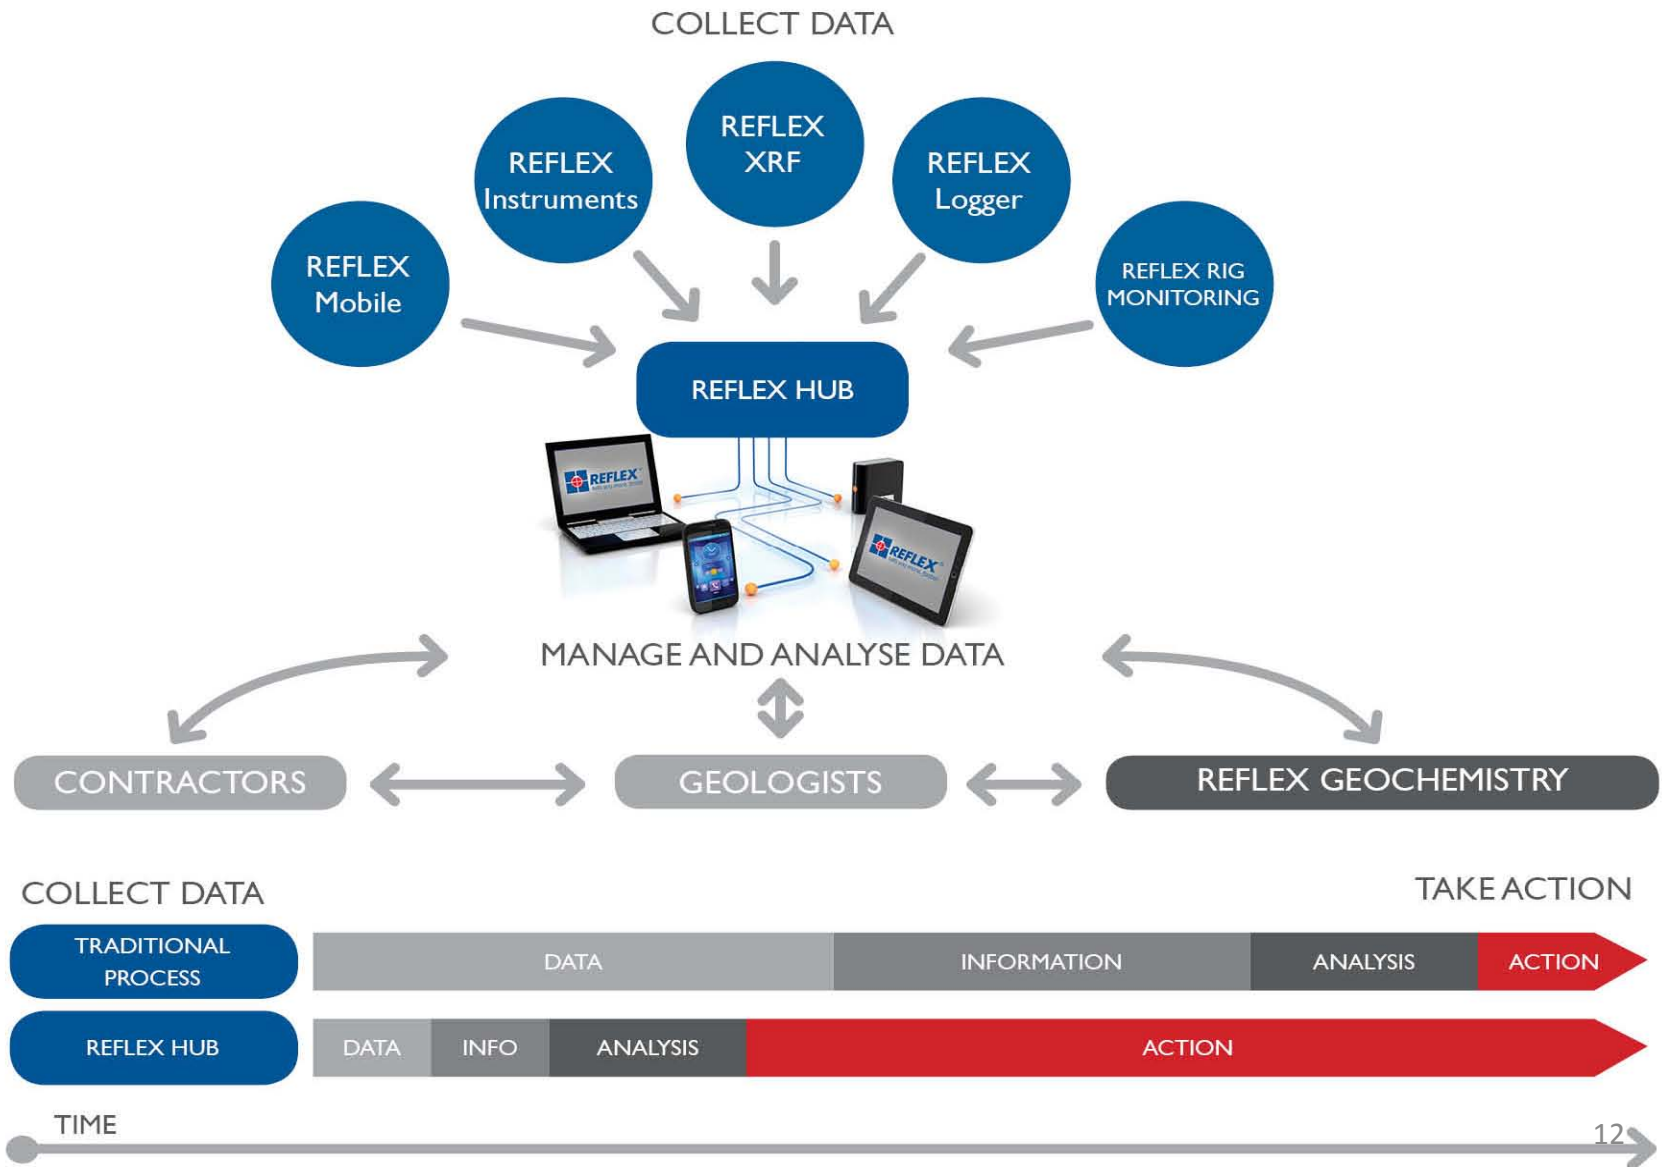 COLLECT DATA
REFLEX
XRF
REFLEX
Instruments
REFLEX
Logger
REFLEX
Mobile
REFLEX RIG
MONITORING
REFLEX HUB
REFLEX
REFLEX
MANAGE AND ANALYSE DATA
CONTRACTORS
GEOLOGISTS
REFLEX GEOCHEMISTRY
COLLECT DATA
TAKE ACTION
TRADITIONAL
PROCESS
DATA INFORMATION ANALYSIS ACTION
REFLEX HUB
DATA INFO ANALYSIS ACTION
TIME
12